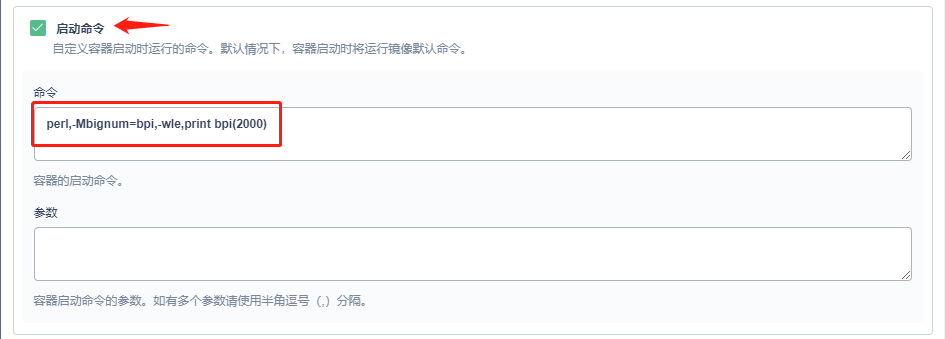 启动命令
自定义容器启动时运行的命令。默认情况下，容器启动时将运行镜像默认命令。
命令
perl,-Mbignum=bpi,-wle,print bpi(2000)
容器的启动命令。
参数
容器启动命令的参数。如有多个参数请使用半角逗号（,）分隔。